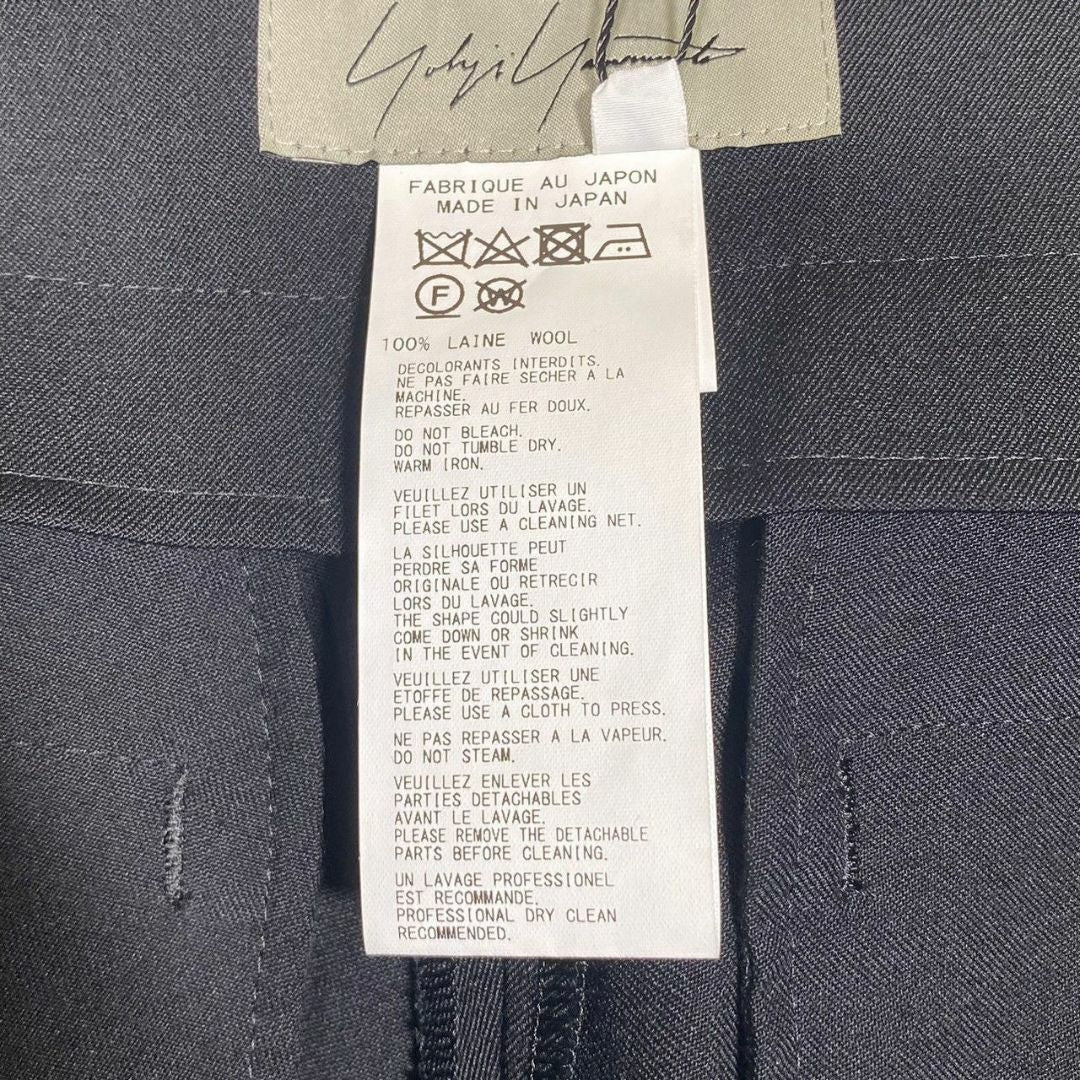 Yohji Yamamoto
FABRIQUE AU JAPON
MADE IN JAPAN
F W
100% LAINE WOOL
DECOLORANTS INTERDITS.
NE PAS FAIRE SECHER A LA
MACHINE.
REPASSER AU FER DOUX.
DO NOT BLEACH.
DO NOT TUMBLE DRY.
WARM IRON.
VEUILLEZ UTILISER UN
FILET LORS DU LAVAGE.
PLEASE USE A CLEANING NET.
LA SILHOUETTE PEUT
PERDRE SA FORME
ORIGINALE OU RETRECIR
LORS DU LAVAGE.
THE SHAPE COULD SLIGHTLY
COME DOWN OR SHRINK
IN THE EVENT OF CLEANING.
VEUILLEZ UTILISER UNE
ETOFFE DE REPASSAGE.
PLEASE USE A CLOTH TO PRESS.
NE PAS REPASSER A LA VAPEUR.
DO NOT STEAM.
VEUILLEZ ENLEVER LES
PARTIES DETACHABLES
AVANT LE LAVAGE.
PLEASE REMOVE THE DETACHABLE
PARTS BEFORE CLEANING.
UN LAVAGE PROFESSIONEL
EST RECOMMANDE.
PROFESSIONAL DRY CLEAN
RECOMMENDED.